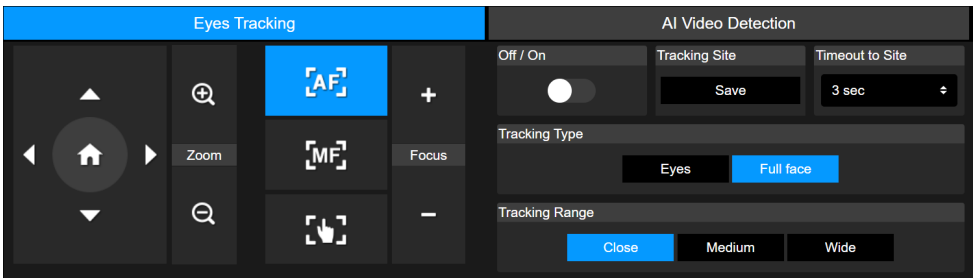 Eyes Tracking
AI Video Detection
Off / On
Tracking Site
Timeout to Site
AF
Save
3 sec
Tracking Type
Zoom
MF
Focus
Eyes
Full face
Tracking Range
Close
Medium
Wide